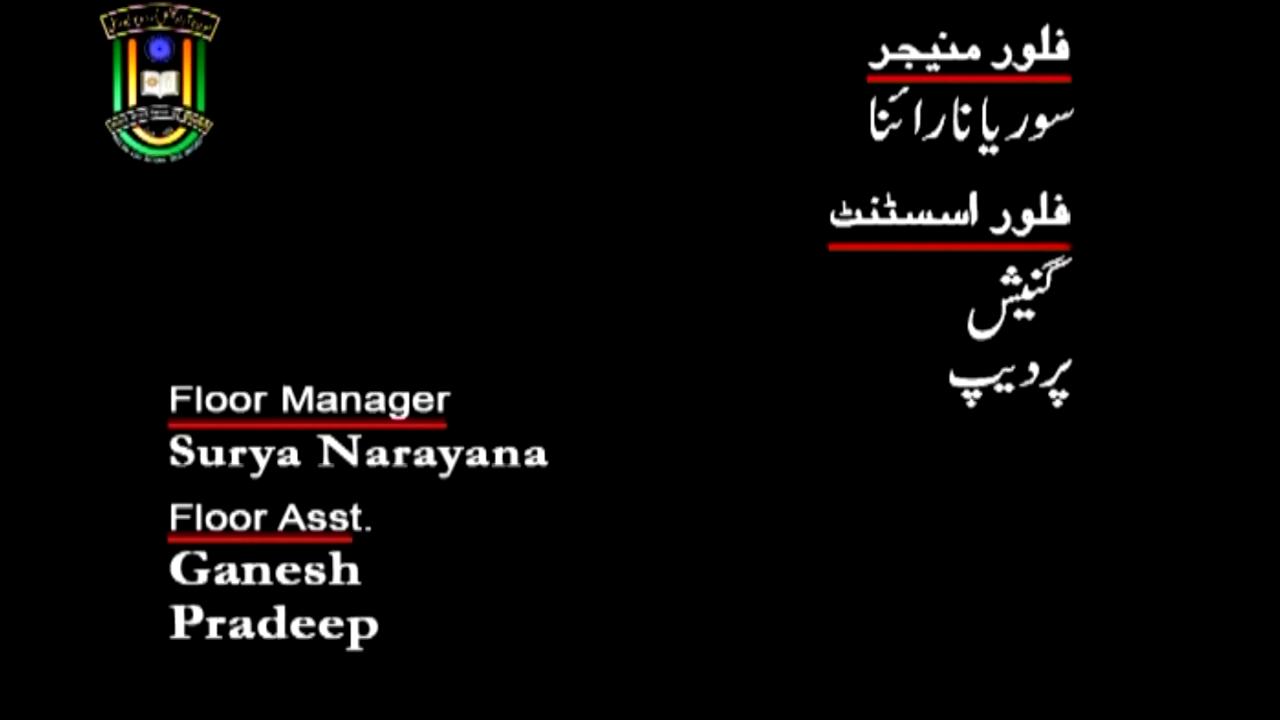 فلور منیجر
سوریا نارائنا
فلور اسسٹنٹ
گنیش
پردیپ
Floor Manager
Surya Narayana
Floor Asst.
Ganesh
Pradeep